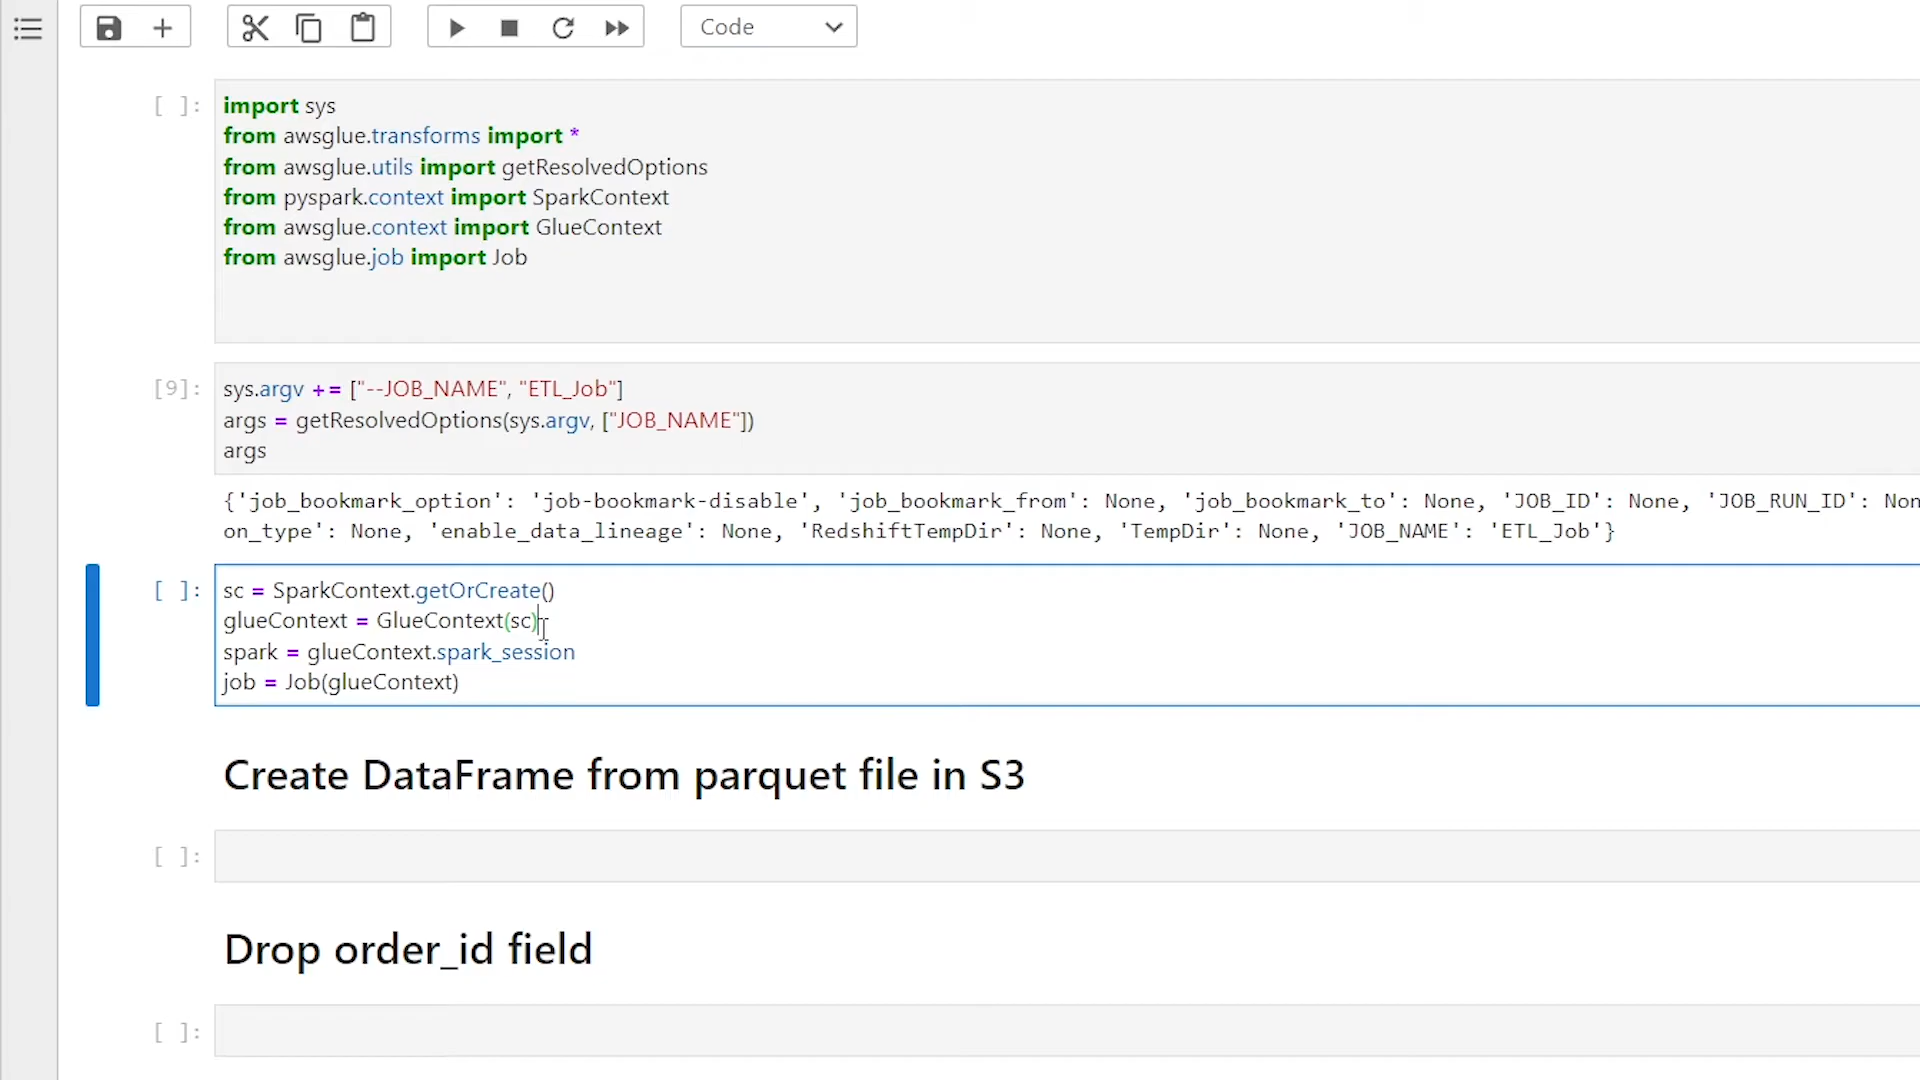 Code
[ ]:
import sys
from awsglue.transforms import *
from awsglue.utils import getResolvedOptions
from pyspark.context import SparkContext
from awsglue.context import GlueContext
from awsglue.job import Job
[9]:
sys.argv += ["--JOB_NAME", "ETL_Job"]
args = getResolvedOptions(sys.argv, ["JOB_NAME"])
args
{'job_bookmark_option': 'job-bookmark-disable', 'job_bookmark_from': None, 'job_bookmark_to': None, 'JOB_ID': None, 'JOB_RUN_ID': Non
on_type': None, 'enable_data_lineage': None, 'RedshiftTempDir': None, 'TempDir': None, 'JOB_NAME': 'ETL_Job'}
[ ]:
sc = SparkContext.getOrCreate()
glueContext = GlueContext(sc)
spark = glueContext.spark_session
job = Job(glueContext)
Create DataFrame from parquet file in S3
[ ]:
Drop order_id field
[ ]: